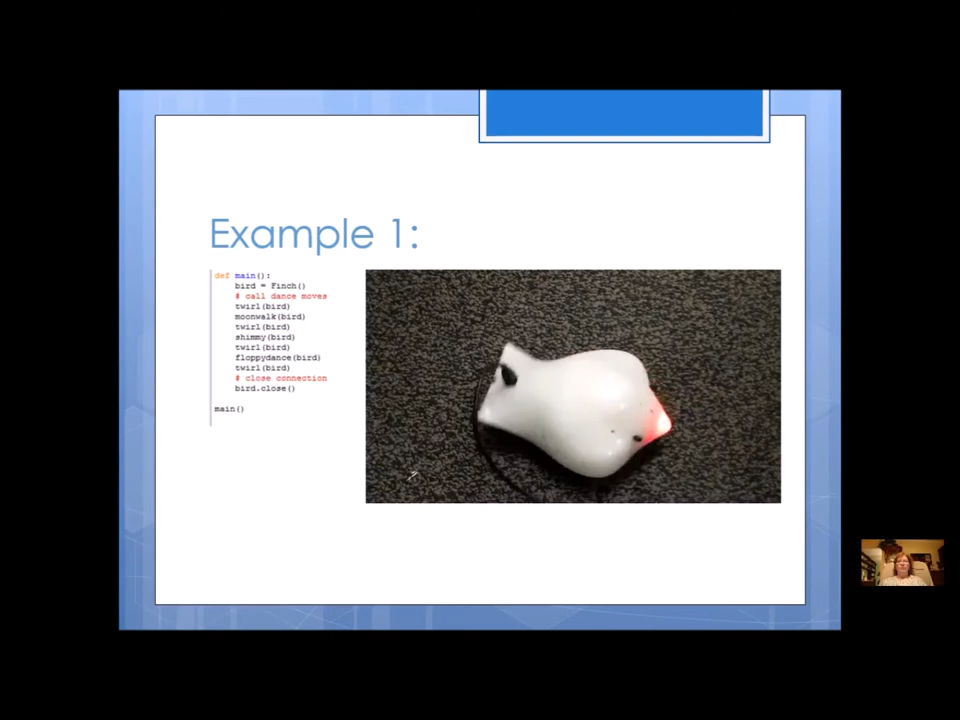 Example 1:
def main():
    bird = Finch()
    # call dance moves
    twirl(bird)
    moonwalk(bird)
    twirl(bird)
    shimmy(bird)
    twirl(bird)
    floppydance(bird)
    twirl(bird)
    # close connection
    bird.close()
main()